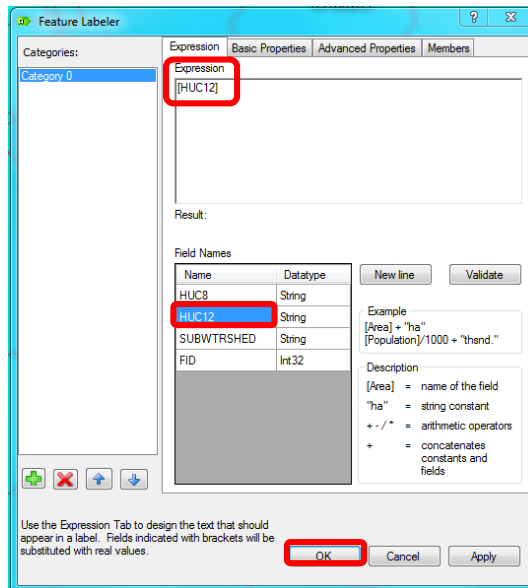 Feature Labeler
?
Categories:
Category 0
Expression Basic Properties Advanced Properties Members
Expression
[HUC12]
Result:
Field Names
Name Datatype
HUC8 String
HUC12 String
SUBWTRSHED String
FID Int32
New line Validate
Example
[Area] + "ha"
[Population]/1000 + "thsnd."
Description
[Area] = name of the field
"ha" = string constant
+ - / * = arithmetic operators
+ = concatenates
constants and
fields
Use the Expression Tab to design the text that should
appear in a label. Fields indicated with brackets will be
substituted with real values.
OK Cancel Apply